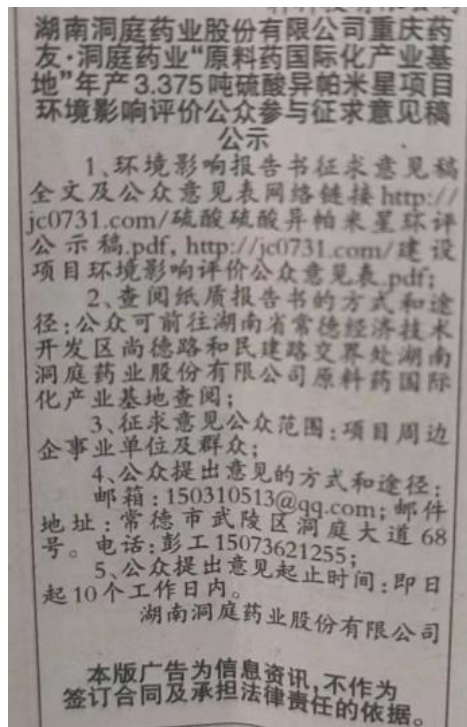 湖南洞庭药业股份有限公司重庆药
友·洞庭药业“原料药国际化产业基
地”年产3.375吨硫酸异帕米星项目
环境影响评价公众参与征求意见稿
公示
1、环境影响报告书征求意见稿
全文及公众意见表网络链接http://
jc0731.com/硫酸硫酸异帕米星环评
公示稿.pdf, http://jc0731.com/建设
项目环境影响评价公众意见表.pdf;
2、查阅纸质报告书的方式和途
径:公众可前往湖南省常德经济技术
开发区尚德路和民建路交界处湖南
洞庭药业股份有限公司原料药国际
化产业基地查阅;
3、征求意见公众范围:项目周边
企事业单位及群众;
4、公众提出意见的方式和途径:
邮箱:150310513@qq.com;邮件
地址:常德市武陵区洞庭大道68
号。电话:彭工15073621255;
5、公众提出意见起止时间:即日
起10个工作日内。
湖南洞庭药业股份有限公司
本版广告为信息资讯,不作为
签订合同及承担法律责任的依据。